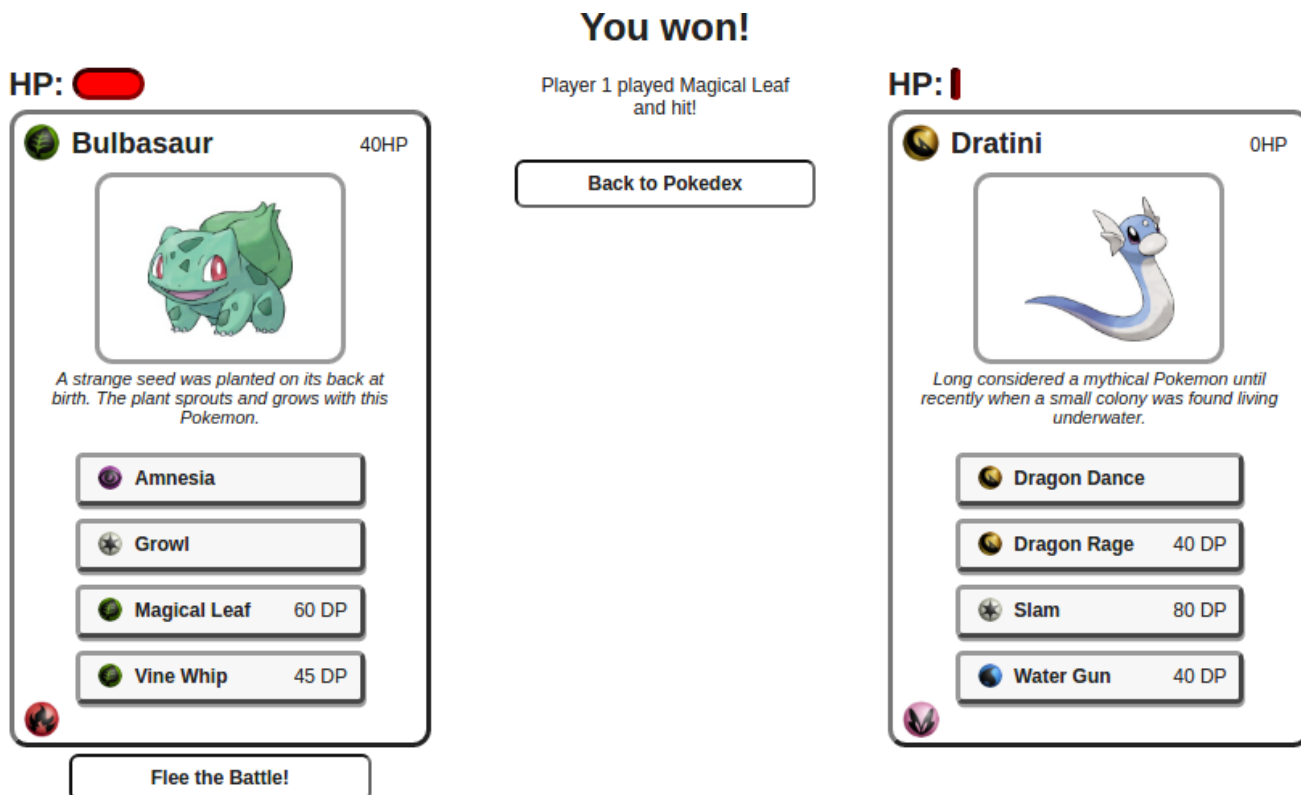 You won!
HP:
Player 1 played Magical Leaf
and hit!
HP:
Bulbasaur 40HP
Back to Pokedex
Dratini 0HP
A strange seed was planted on its back at
birth. The plant sprouts and grows with this
Pokemon.
Amnesia
Growl
Magical Leaf 60 DP
Vine Whip 45 DP
Flee the Battle!
Long considered a mythical Pokemon until
recently when a small colony was found living
underwater.
Dragon Dance
Dragon Rage 40 DP
Slam 80 DP
Water Gun 40 DP